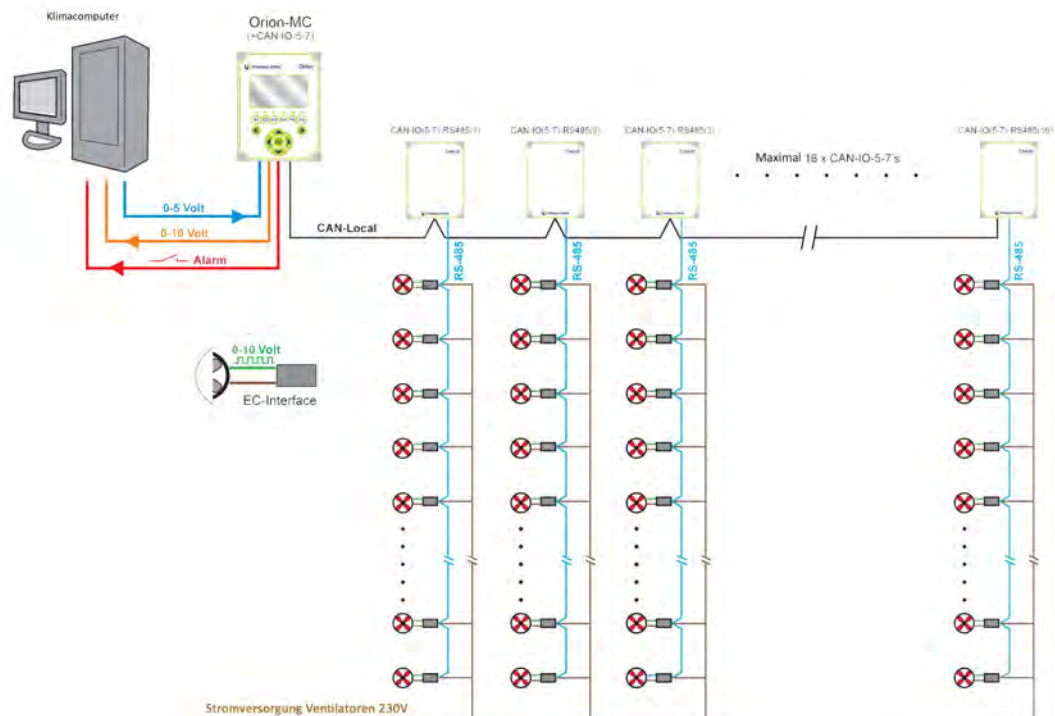 Klimacomputer
Orion-MC
(+CAN-IO-5-7)
Orion
CAN-IO(5-7)-RS485(1)
CAN-IO(5-7)-RS485(2)
CAN-IO(5-7)-RS485(3)
CAN-IO(5-7)-RS485(16)
Maximal 16 x CAN-IO-5-7's
0-5 Volt
0-10 Volt
Alarm
CAN-Local
RS-485
RS-485
RS-485
RS-485
0-10 Volt
EC-Interface
Stromversorgung Ventilatoren 230V